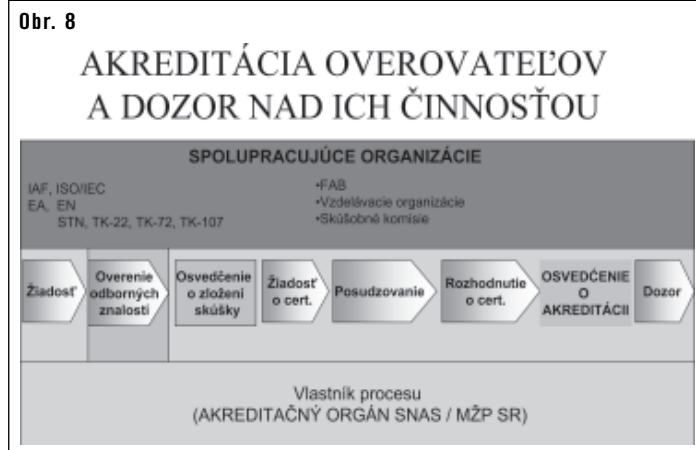 Obr. 8
AKREDITÁCIA OVEROVATEĽOV
A DOZOR NAD ICH ČINNOSŤOU
SPOLUPRACUJÚCE ORGANIZÁCIE
IAF, ISO/IEC
EA, EN
STN, TK-22, TK-72, TK-107
•FAB
•Vzdelávacie organizácie
•Skúšobné komisie
Žiadosť
Overenie
odborných
znalostí
Osvedčenie
o zložení
skúšky
Žiadosť
o cert.
Posudzovanie
Rozhodnutie
o cert.
OSVEDČENIE
O
AKREDITÁCII
Dozor
Vlastník procesu
(AKREDITAČNÝ ORGÁN SNAS / MŽP SR)